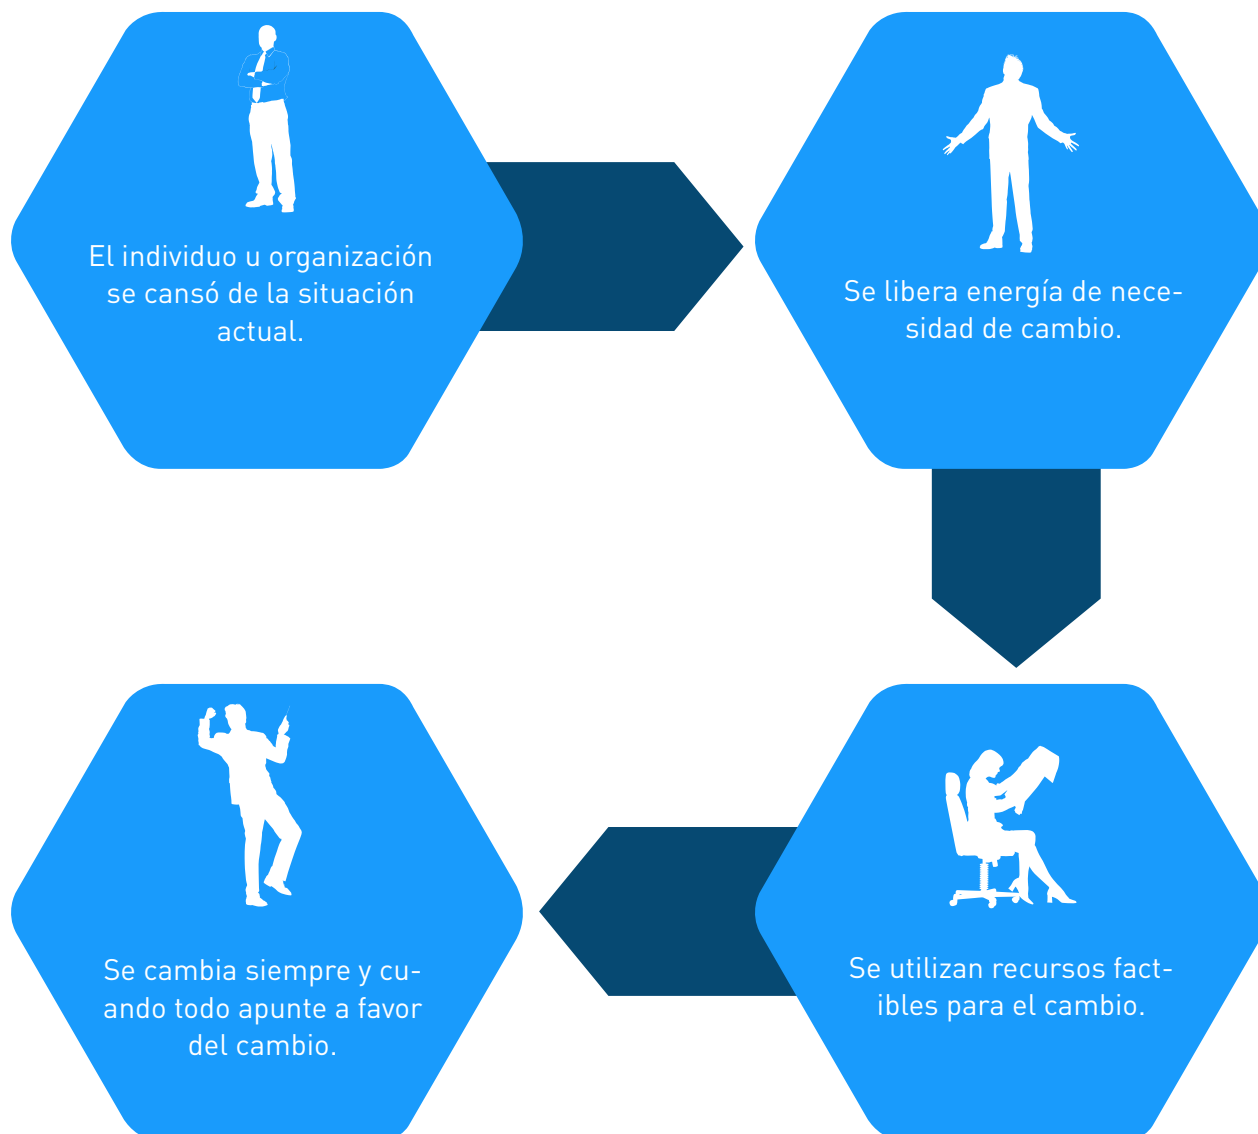 El individuo u organización
se cansó de la situación
actual.
Se libera energía de nece-
sidad de cambio.
Se utilizan recursos fact-
ibles para el cambio.
Se cambia siempre y cu-
ando todo apunte a favor
del cambio.